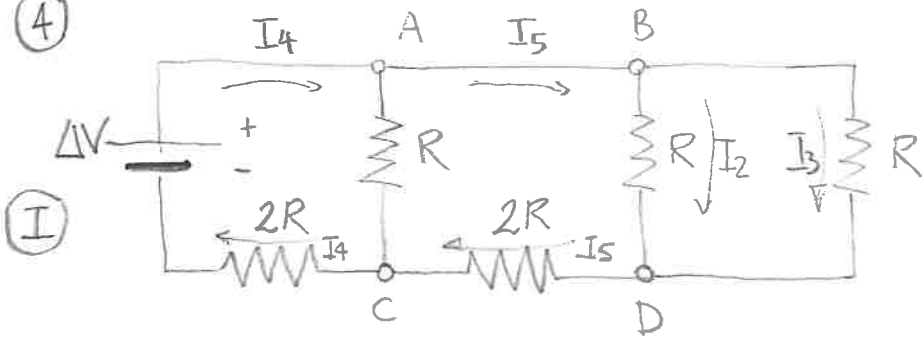 4
I4 A I5 B
ΔV + R R I2 I3 R
-
I 2R I4 2R I5
C D